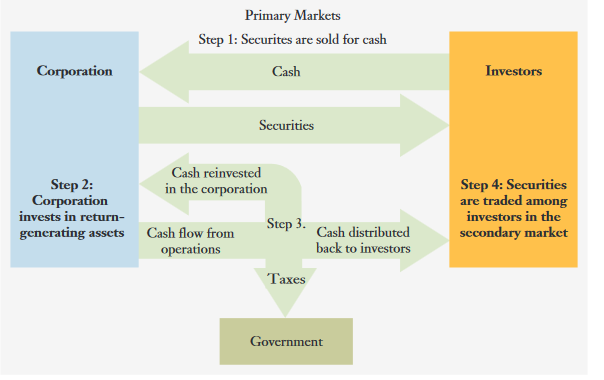 Primary Markets
Step 1: Securites are sold for cash
Corporation
Cash
Investors
Securities
Cash reinvested
in the corporation
Step 2:
Corporation
invests in return-
generating assets
Step 4: Securities
are traded among
investors in the
secondary market
Cash flow from
operations
Step 3.
Cash distributed
back to investors
Taxes
Government